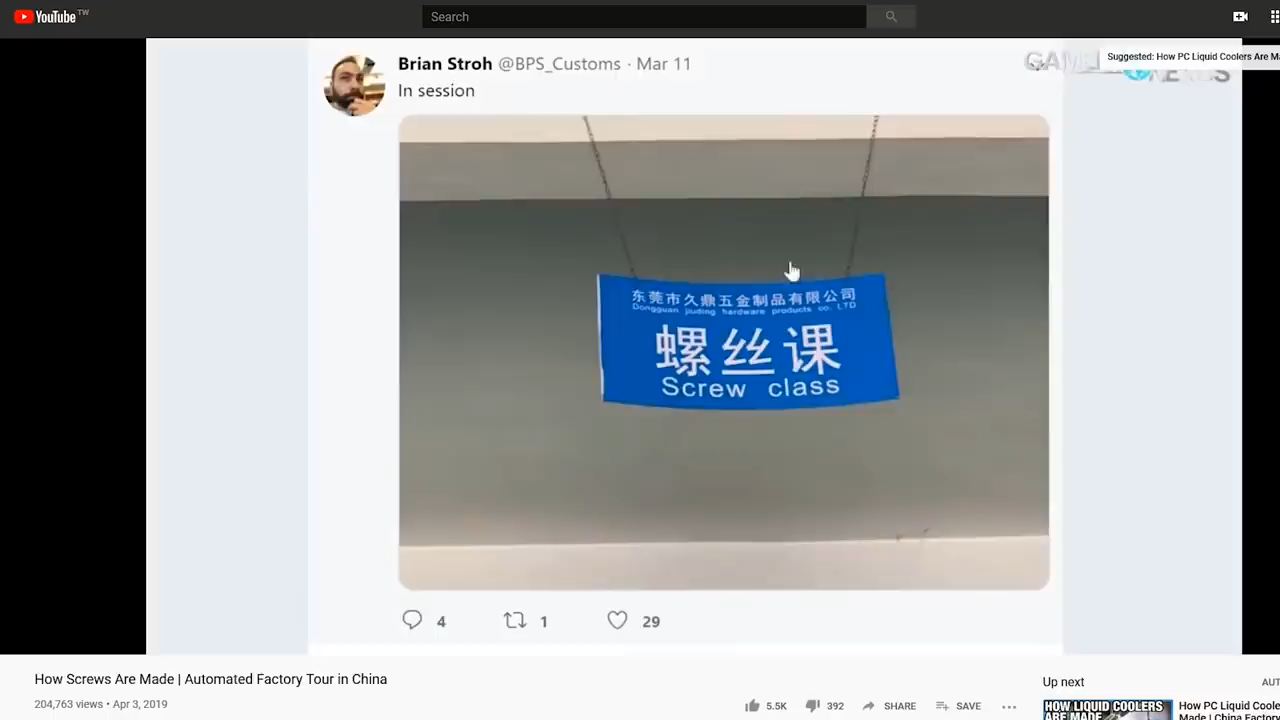 YouTube TW
Search
Brian Stroh @BPS_Customs · Mar 11
In session
Suggested: How PC Liquid Coolers Are
东莞市久鼎五金制品有限公司
Dongguan jiuding hardware products co. LTD
螺丝课
Screw class
4 1 29
How Screws Are Made | Automated Factory Tour in China
204,763 views • Apr 3, 2019
5.5K 392 SHARE SAVE
Up next
HOW LIQUID COOLERS
ARE MADE
How PC Liquid
Made | China